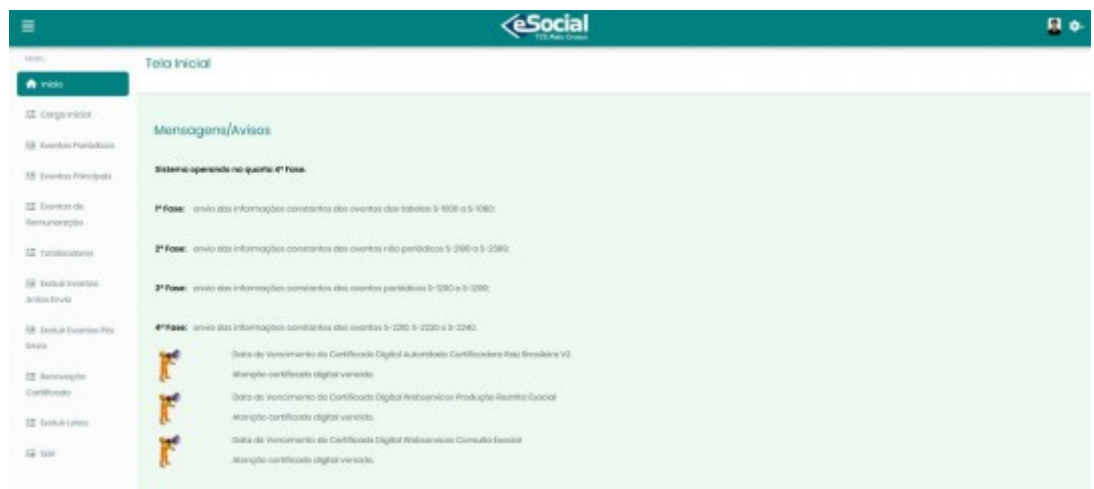 eSocial
TCE Mato Grosso
MENU
Tela Inicial
Início
Carga Inicial
Eventos Periódicos
Eventos Principais
Eventos de
Remuneração
Totalizadores
Excluir Eventos
Antes Envio
Excluir Eventos Pós
Envio
Renovação
Certificado
Excluir Lotes
Sair
Mensagens/Avisos
Sistema operando na quarta 4ª Fase.
1ª Fase: envio das informações constantes dos eventos das tabelas S-1000 a S-1080;
2ª Fase: envio das informações constantes dos eventos não periódicos S-2190 a S-2399;
3ª Fase: envio das informações constantes dos eventos periódicos S-1200 a S-1299;
4ª Fase: envio das informações constantes dos eventos S-2210, S-2220 e S-2240.
Data de Vencimento do Certificado Digital Autoridade Certificadora Raiz Brasileira V2
Atenção certificado digital vencido.
Data de Vencimento do Certificado Digital Webservices Produção Restrita Esocial
Atenção certificado digital vencido.
Data de Vencimento do Certificado Digital Webservices Consulta Esocial
Atenção certificado digital vencido.